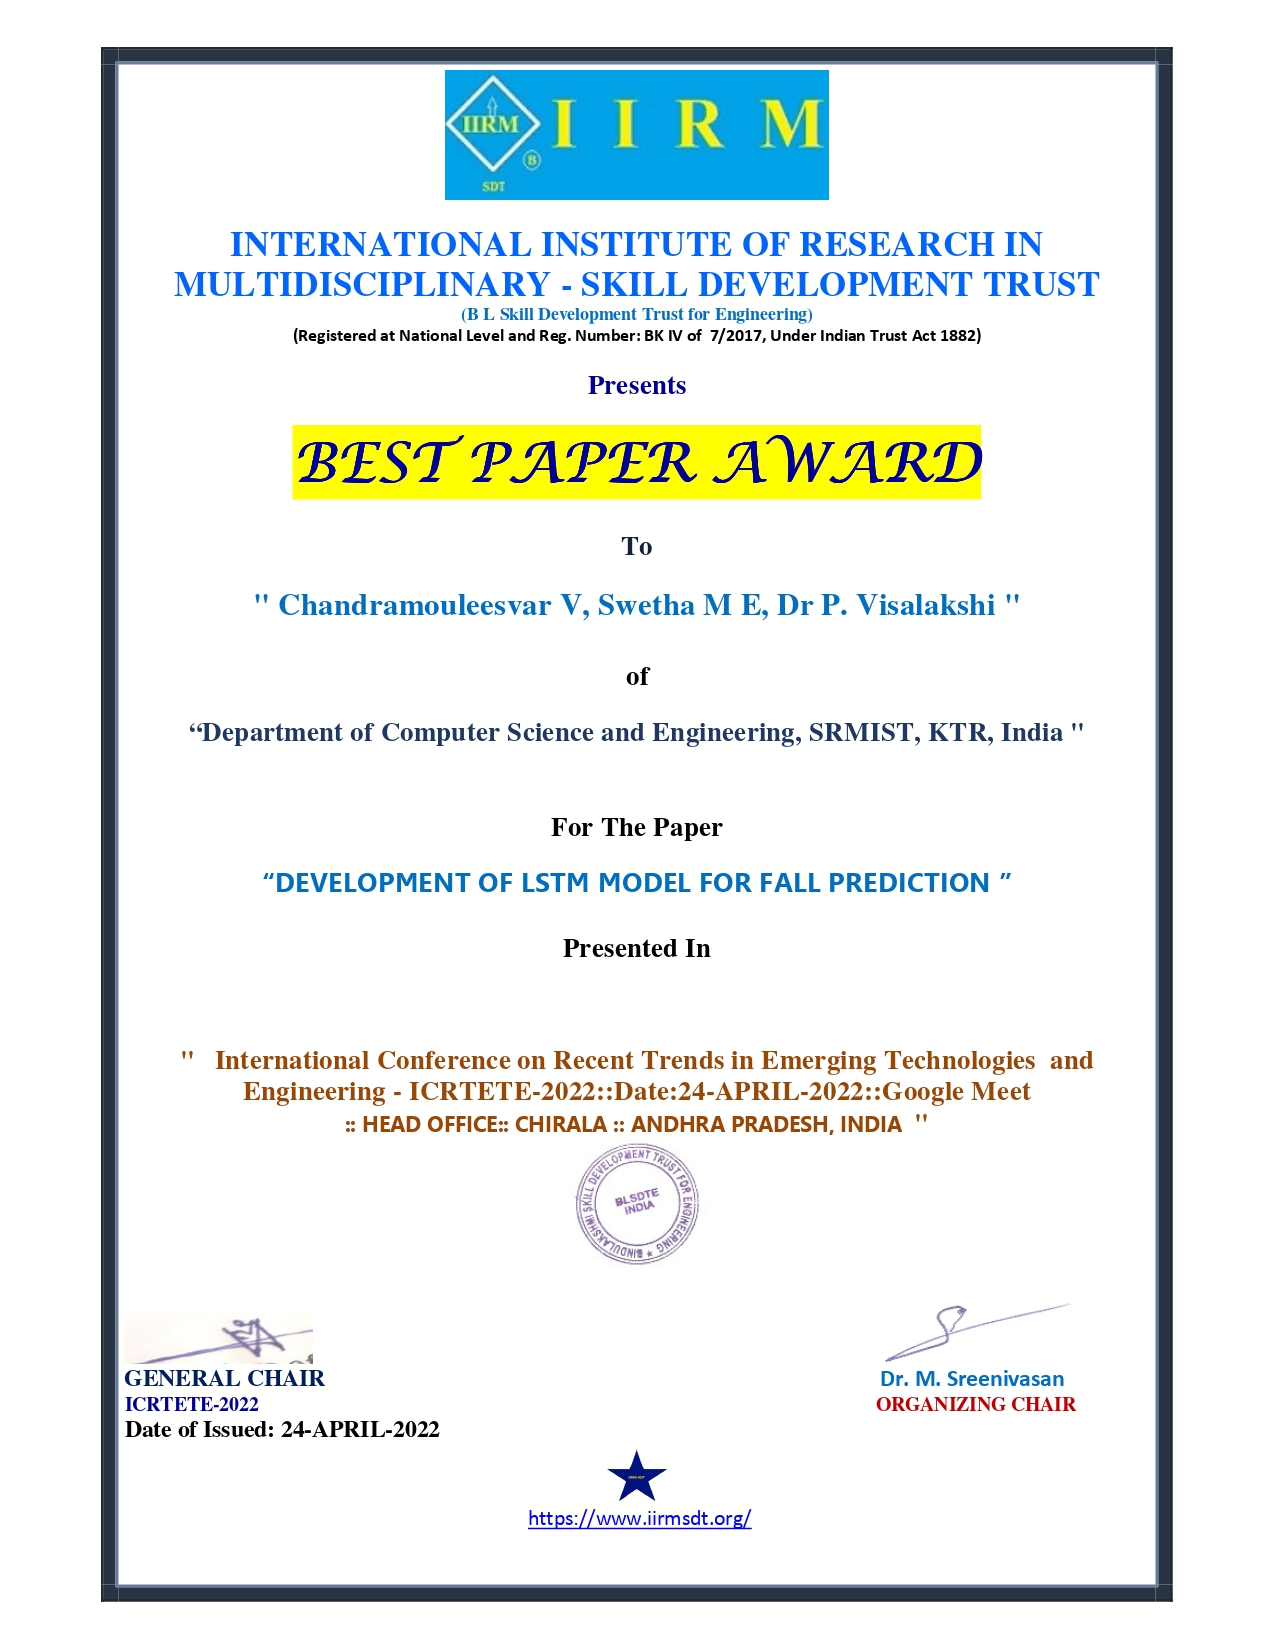 IIRM
I I R M
B
SDT
INTERNATIONAL INSTITUTE OF RESEARCH IN
MULTIDISCIPLINARY - SKILL DEVELOPMENT TRUST
(B L Skill Development Trust for Engineering)
(Registered at National Level and Reg. Number: BK IV of 7/2017, Under Indian Trust Act 1882)
Presents
BEST PAPER AWARD
To
" Chandramouleesvar V, Swetha M E, Dr P. Visalakshi "
of
“Department of Computer Science and Engineering, SRMIST, KTR, India "
For The Paper
“DEVELOPMENT OF LSTM MODEL FOR FALL PREDICTION ”
Presented In
" International Conference on Recent Trends in Emerging Technologies and
Engineering - ICRTETE-2022::Date:24-APRIL-2022::Google Meet
:: HEAD OFFICE:: CHIRALA :: ANDHRA PRADESH, INDIA "
BINDULAKSHMI SKILL DEVELOPMENT TRUST FOR ENGINEERING ★
BLSDTE
INDIA
GENERAL CHAIR
ICRTETE-2022
Date of Issued: 24-APRIL-2022
Dr. M. Sreenivasan
ORGANIZING CHAIR
https://www.iirmsdt.org/